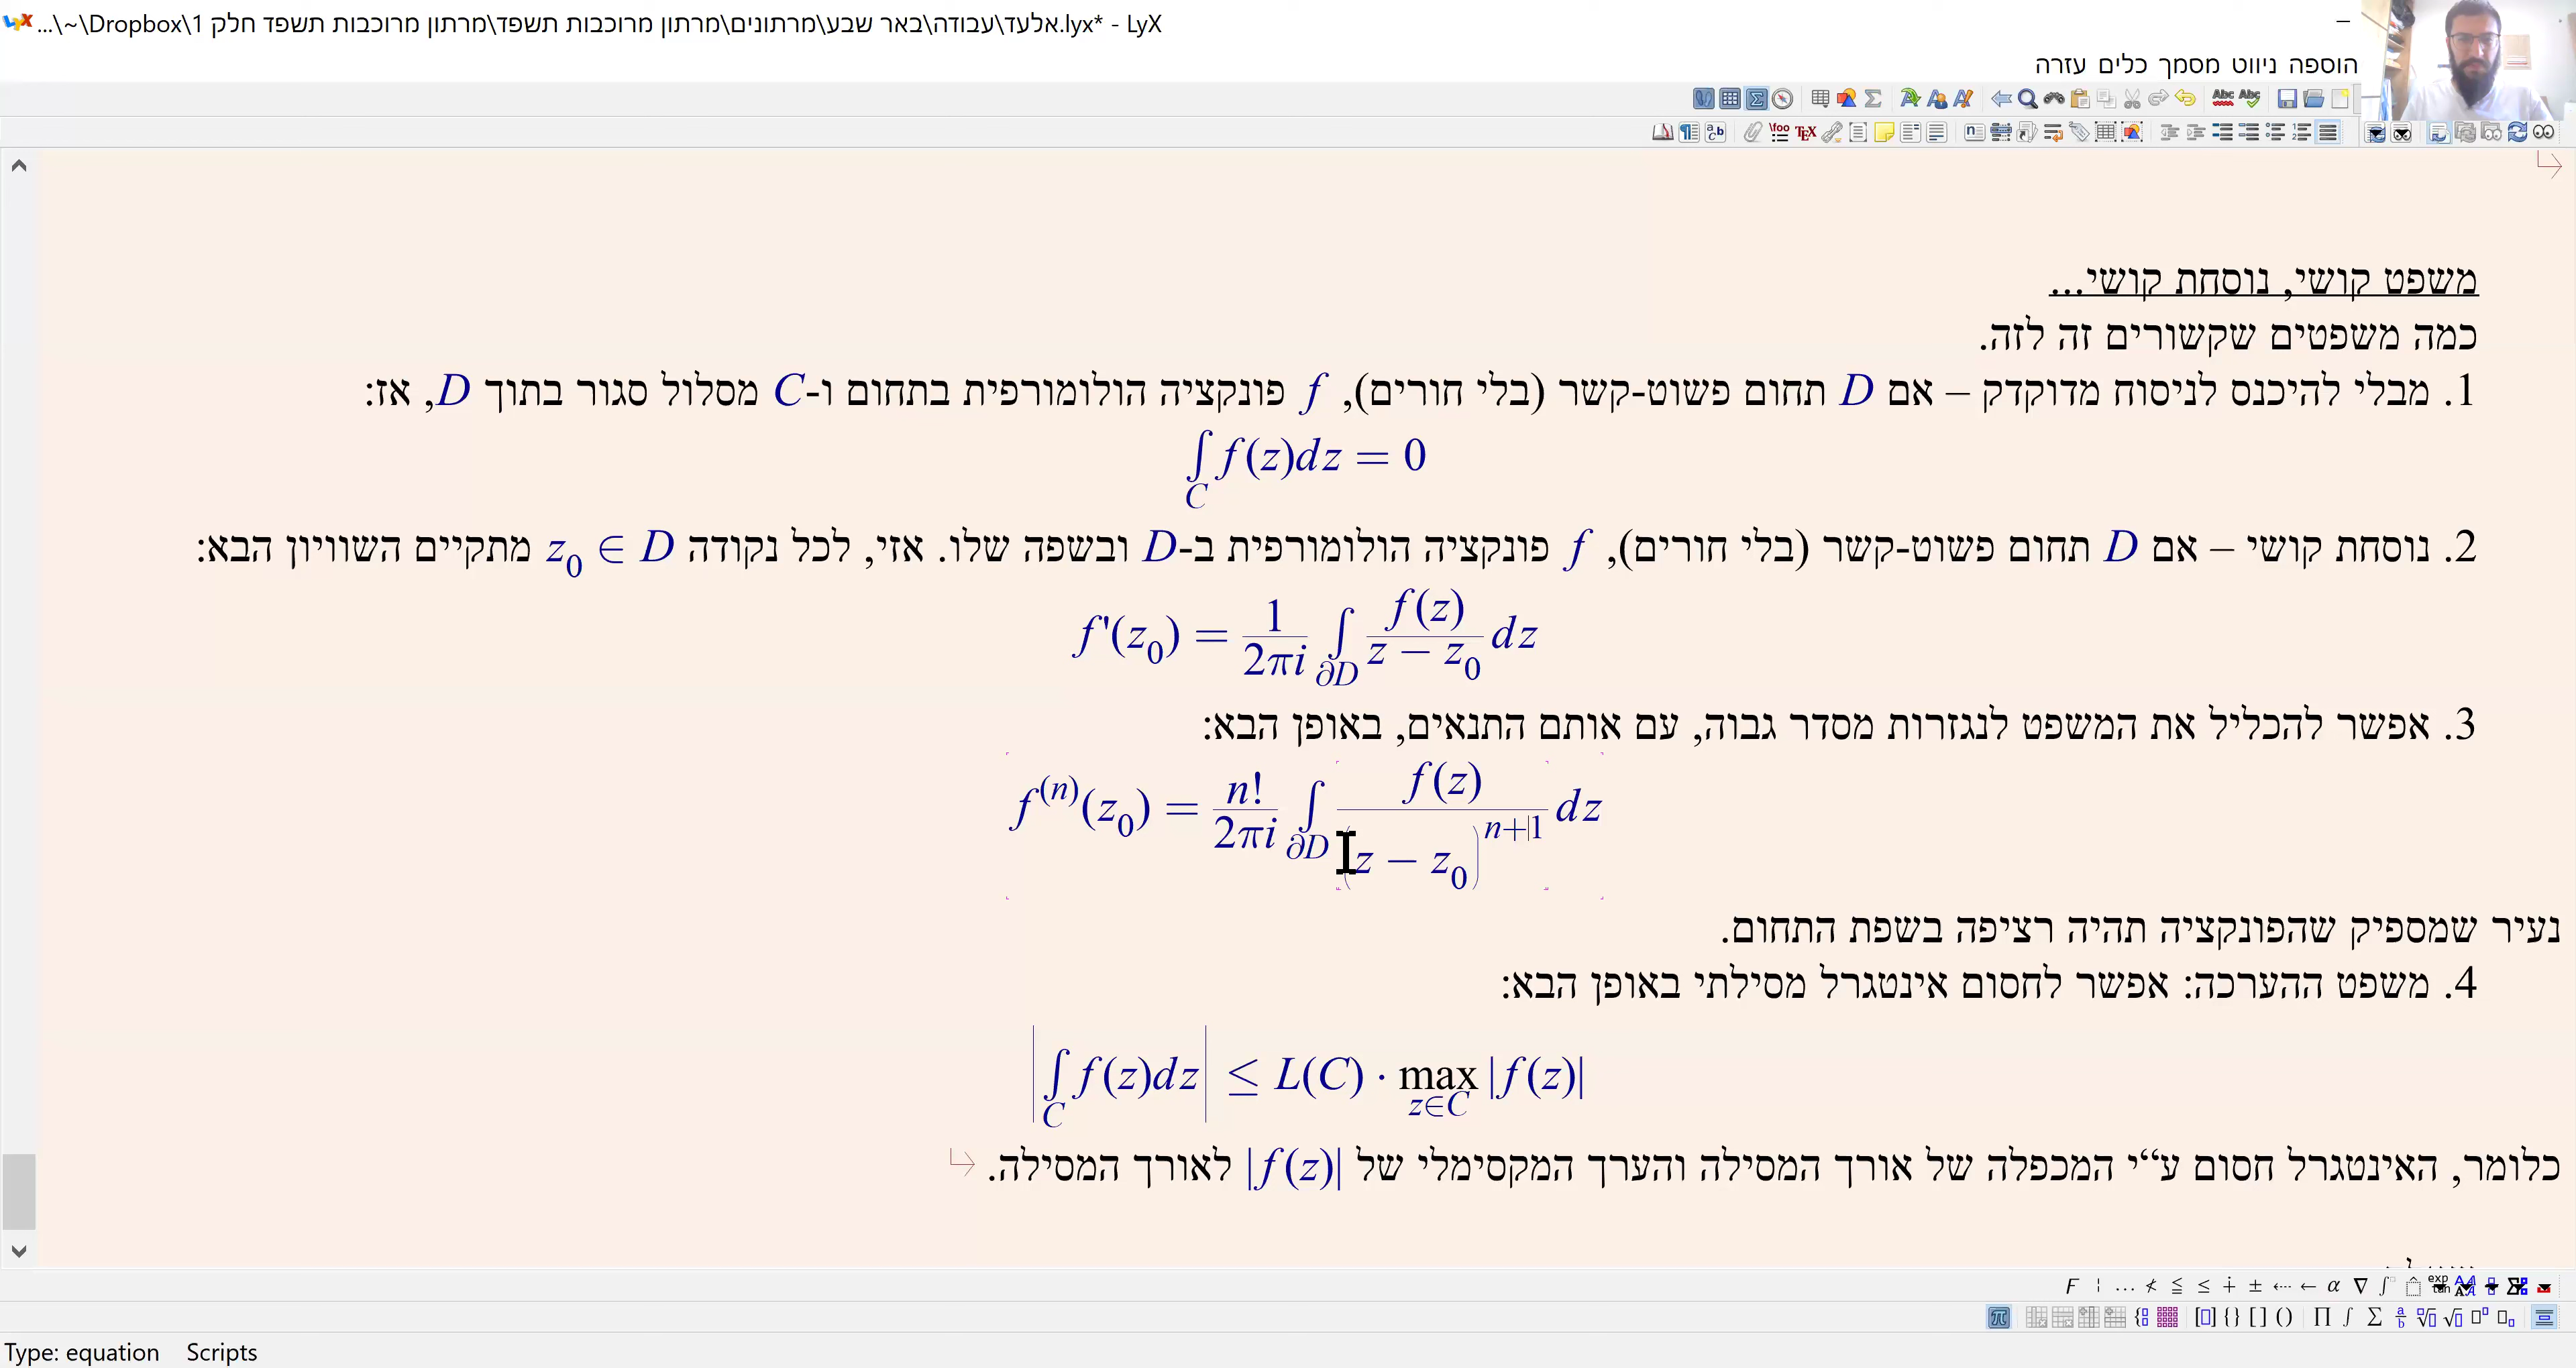 ...\~\Dropbox\1 אלעד\עבודה\באר שבע\מרתונים\מרתון מרוכבות תשפד\מרתון מרוכבות תשפד חלק.lyx* - LyX
הוספה ניווט מסמך כלים עזרה
משפט קושי, נוסחת קושי...
כמה משפטים שקשורים זה לזה.
1. מבלי להיכנס לניסוח מדוקדק – אם D תחום פשוט-קשר (בלי חורים), f פונקציה הולומורפית בתחום ו-C מסלול סגור בתוך D, אז:
∫_C f(z)dz = 0
2. נוסחת קושי – אם D תחום פשוט-קשר (בלי חורים), f פונקציה הולומורפית ב-D ובשפה שלו. אזי, לכל נקודה z₀ ∈ D מתקיים השוויון הבא:
f'(z₀) = 1/(2πi) ∫_∂D f(z)/(z − z₀) dz
3. אפשר להכליל את המשפט לנגזרות מסדר גבוה, עם אותם התנאים, באופן הבא:
f^(n)(z₀) = n!/(2πi) ∫_∂D f(z)/(z − z₀)^(n+1) dz
נעיר שמספיק שהפונקציה תהיה רציפה בשפת התחום.
4. משפט ההערכה: אפשר לחסום אינטגרל מסילתי באופן הבא:
|∫_C f(z)dz| ≤ L(C) · max_{z∈C} |f(z)|
כלומר, האינטגרל חסום ע“י המכפלה של אורך המסילה והערך המקסימלי של |f(z)| לאורך המסילה.
Type: equation Scripts